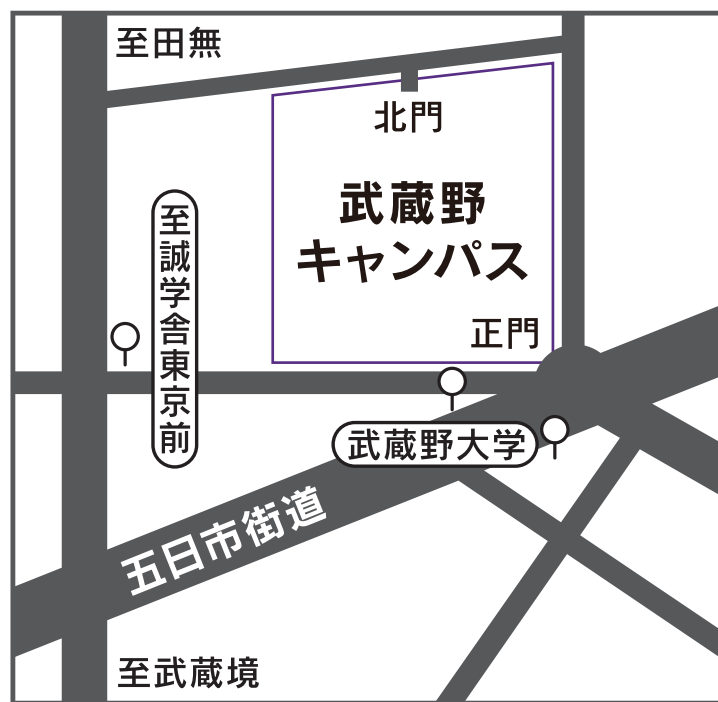 至田無
北門
武蔵野
キャンパス
至誠学舎東京前
正門
武蔵野大学
五日市街道
至武蔵境